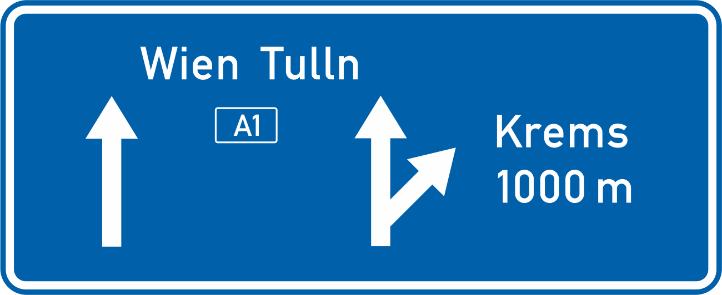 Wien Tulln
A1
Krems
1000 m